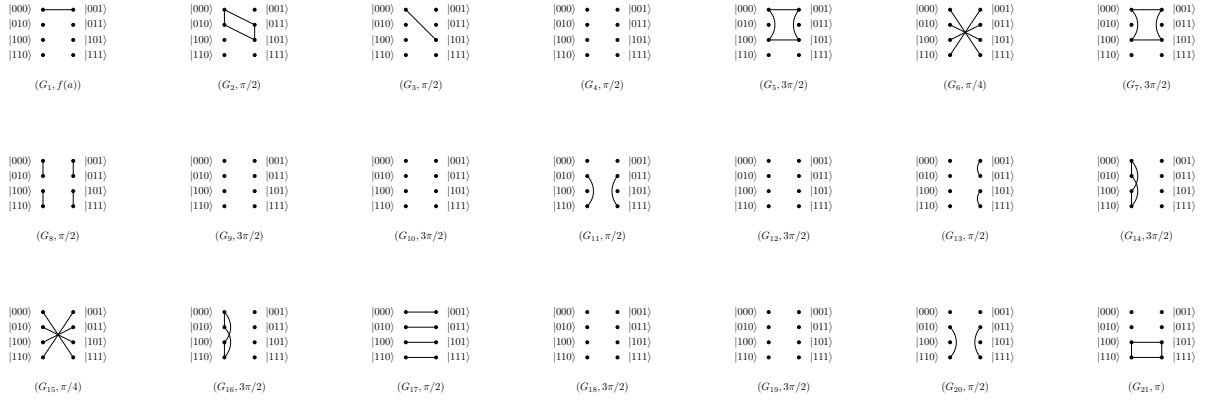 |000⟩ |001⟩ |000⟩ |001⟩ |000⟩ |001⟩ |000⟩ |001⟩ |000⟩ |001⟩ |000⟩ |001⟩ |000⟩ |001⟩
|010⟩ |011⟩ |010⟩ |011⟩ |010⟩ |011⟩ |010⟩ |011⟩ |010⟩ |011⟩ |010⟩ |011⟩ |010⟩ |011⟩
|100⟩ |101⟩ |100⟩ |101⟩ |100⟩ |101⟩ |100⟩ |101⟩ |100⟩ |101⟩ |100⟩ |101⟩ |100⟩ |101⟩
|110⟩ |111⟩ |110⟩ |111⟩ |110⟩ |111⟩ |110⟩ |111⟩ |110⟩ |111⟩ |110⟩ |111⟩ |110⟩ |111⟩
(G₁, f(a)) (G₂, π/2) (G₃, π/2) (G₄, π/2) (G₅, 3π/2) (G₆, π/4) (G₇, 3π/2)
|000⟩ |001⟩ |000⟩ |001⟩ |000⟩ |001⟩ |000⟩ |001⟩ |000⟩ |001⟩ |000⟩ |001⟩ |000⟩ |001⟩
|010⟩ |011⟩ |010⟩ |011⟩ |010⟩ |011⟩ |010⟩ |011⟩ |010⟩ |011⟩ |010⟩ |011⟩ |010⟩ |011⟩
|100⟩ |101⟩ |100⟩ |101⟩ |100⟩ |101⟩ |100⟩ |101⟩ |100⟩ |101⟩ |100⟩ |101⟩ |100⟩ |101⟩
|110⟩ |111⟩ |110⟩ |111⟩ |110⟩ |111⟩ |110⟩ |111⟩ |110⟩ |111⟩ |110⟩ |111⟩ |110⟩ |111⟩
(G₈, π/2) (G₉, 3π/2) (G₁₀, 3π/2) (G₁₁, π/2) (G₁₂, 3π/2) (G₁₃, π/2) (G₁₄, 3π/2)
|000⟩ |001⟩ |000⟩ |001⟩ |000⟩ |001⟩ |000⟩ |001⟩ |000⟩ |001⟩ |000⟩ |001⟩ |000⟩ |001⟩
|010⟩ |011⟩ |010⟩ |011⟩ |010⟩ |011⟩ |010⟩ |011⟩ |010⟩ |011⟩ |010⟩ |011⟩ |010⟩ |011⟩
|100⟩ |101⟩ |100⟩ |101⟩ |100⟩ |101⟩ |100⟩ |101⟩ |100⟩ |101⟩ |100⟩ |101⟩ |100⟩ |101⟩
|110⟩ |111⟩ |110⟩ |111⟩ |110⟩ |111⟩ |110⟩ |111⟩ |110⟩ |111⟩ |110⟩ |111⟩ |110⟩ |111⟩
(G₁₅, π/4) (G₁₆, 3π/2) (G₁₇, π/2) (G₁₈, 3π/2) (G₁₉, 3π/2) (G₂₀, π/2) (G₂₁, π)